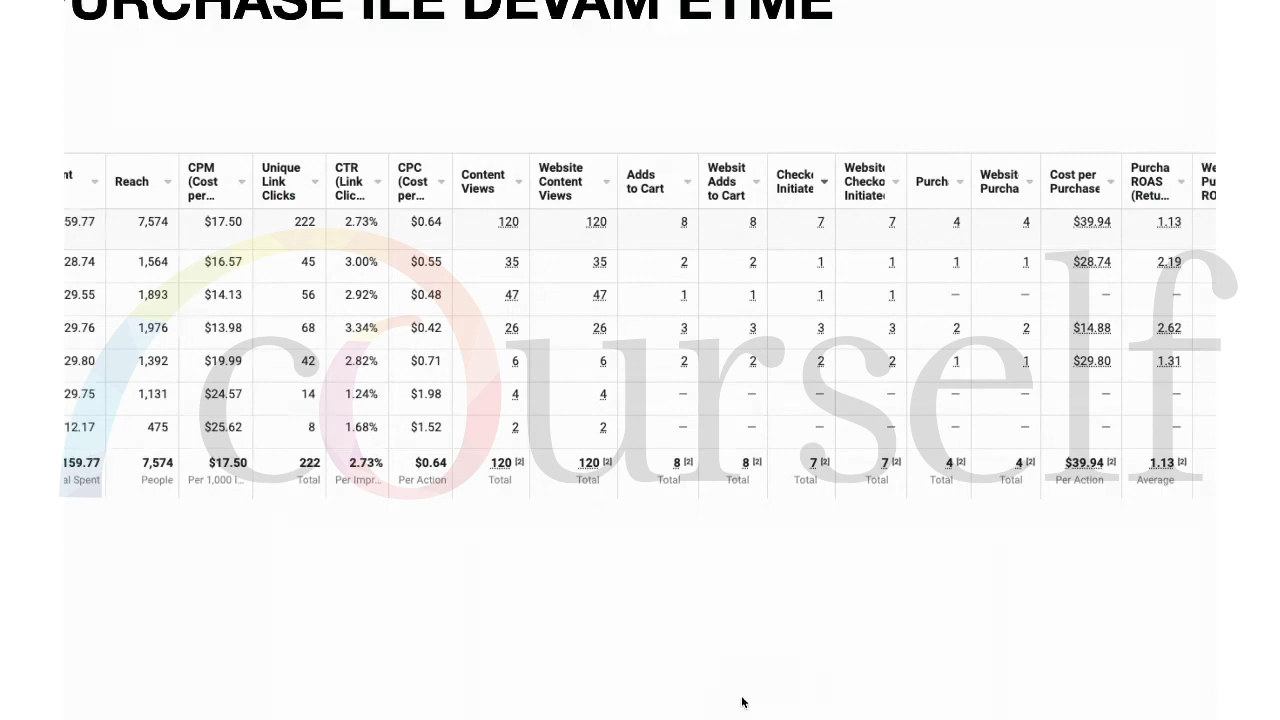 PURCHASE ILE DEVAM ETME
nt Reach CPM (Cost per... Unique Link Clicks CTR (Link Clic... CPC (Cost per... Content Views Website Content Views Adds to Cart Websit Adds to Cart Checkc Initiate Website Checko Initiate Purch Websit Purcha Cost per Purchase Purcha ROAS (Retu... We Pu RO
59.77 7,574 $17.50 222 2.73% $0.64 120 120 8 8 7 7 4 4 $39.94 1.13
28.74 1,564 $16.57 45 3.00% $0.55 35 35 2 2 1 1 1 1 $28.74 2.19
29.55 1,893 $14.13 56 2.92% $0.48 47 47 1 1 1 1 — — — —
29.76 1,976 $13.98 68 3.34% $0.42 26 26 3 3 3 3 2 2 $14.88 2.62
29.80 1,392 $19.99 42 2.82% $0.71 6 6 2 2 2 2 1 1 $29.80 1.31
29.75 1,131 $24.57 14 1.24% $1.98 4 4 — — — — — — — —
12.17 475 $25.62 8 1.68% $1.52 2 2 — — — — — — — —
159.77 7,574 $17.50 222 2.73% $0.64 120 [2] 120 [2] 8 [2] 8 [2] 7 [2] 7 [2] 4 [2] 4 [2] $39.94 [2] 1.13 [2]
al Spent People Per 1,000 I... Total Per Impr... Per Action Total Total Total Total Total Total Total Total Per Action Average
courself